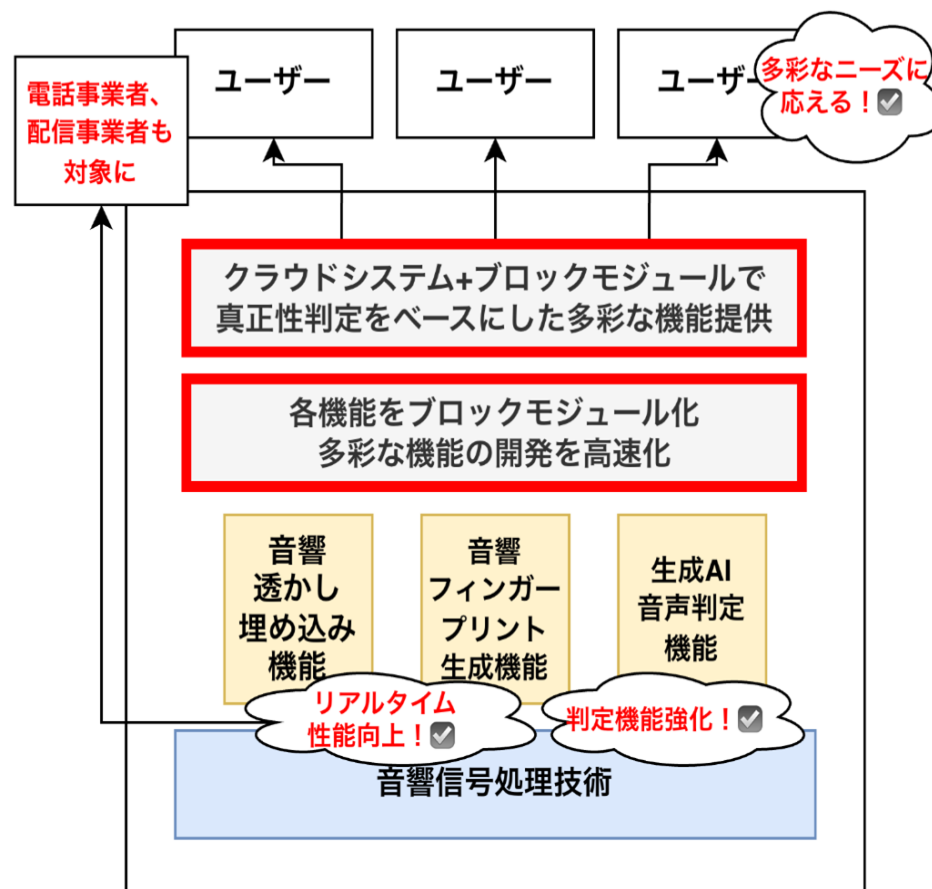 ユーザー
ユーザー
ユーザー
多彩なニーズに
応える！☑
電話事業者、
配信事業者も
対象に
クラウドシステム+ブロックモジュールで
真正性判定をベースにした多彩な機能提供
各機能をブロックモジュール化
多彩な機能の開発を高速化
音響
透かし
埋め込み
機能
音響
フィンガー
プリント
生成機能
生成AI
音声判定
機能
リアルタイム
性能向上！☑
判定機能強化！☑
音響信号処理技術